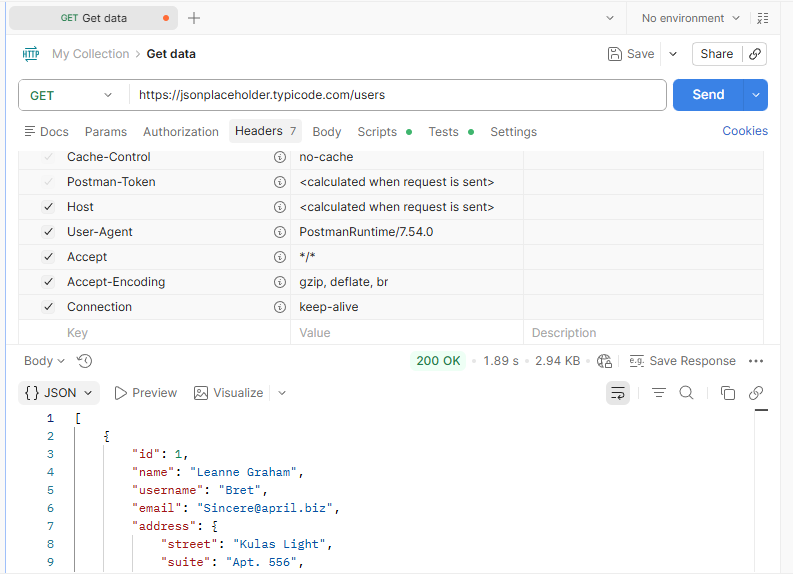 GET Get data
No environment
HTTP My Collection > Get data Save Share
GET https://jsonplaceholder.typicode.com/users Send
Docs Params Authorization Headers 7 Body Scripts Tests Settings Cookies
Cache-Control no-cache
Postman-Token <calculated when request is sent>
Host <calculated when request is sent>
User-Agent PostmanRuntime/7.54.0
Accept */*
Accept-Encoding gzip, deflate, br
Connection keep-alive
Key Value Description
Body 200 OK • 1.89 s • 2.94 KB • e.g. Save Response
{} JSON Preview Visualize
1 [
2 {
3 "id": 1,
4 "name": "Leanne Graham",
5 "username": "Bret",
6 "email": "Sincere@april.biz",
7 "address": {
8 "street": "Kulas Light",
9 "suite": "Apt. 556",